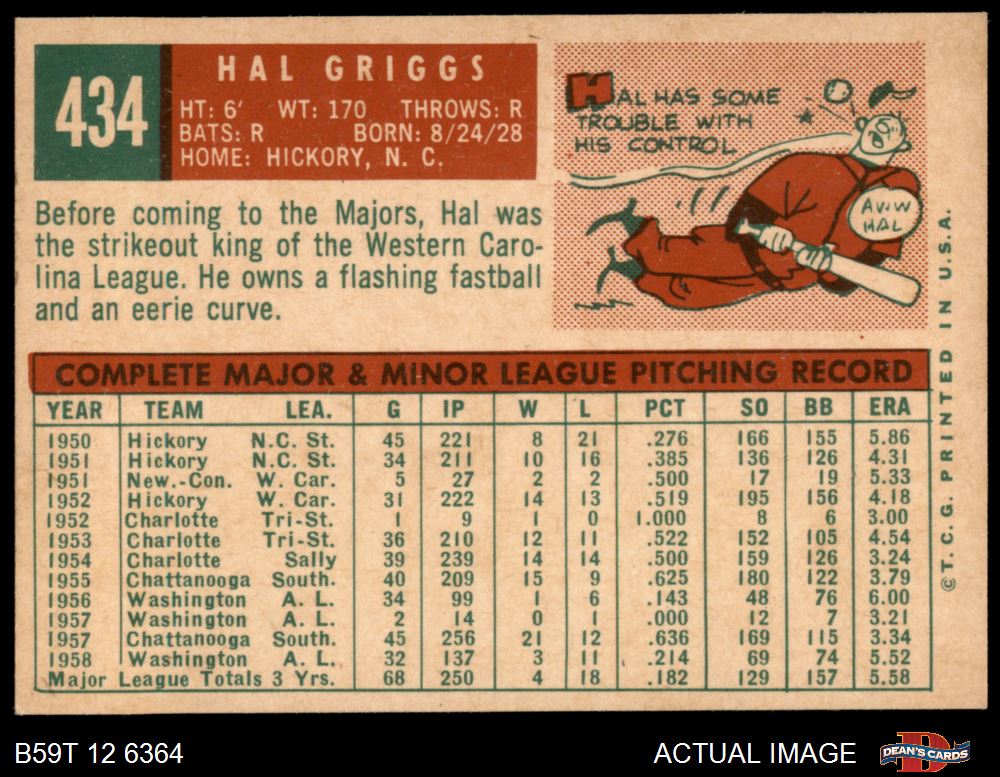 434
HAL GRIGGS
HT: 6' WT: 170 THROWS: R
BATS: R BORN: 8/24/28
HOME: HICKORY, N. C.
HAL HAS SOME
TROUBLE WITH
HIS CONTROL
AVWW
HAL
Before coming to the Majors, Hal was
the strikeout king of the Western Caro-
lina League. He owns a flashing fastball
and an eerie curve.
COMPLETE MAJOR & MINOR LEAGUE PITCHING RECORD
YEAR TEAM LEA. G IP W L PCT SO BB ERA
1950 Hickory N.C. St. 45 221 8 21 .276 166 155 5.86
1951 Hickory N.C. St. 34 211 10 16 .385 136 126 4.31
1951 New.-Con. W. Car. 5 27 2 2 .500 17 19 5.33
1952 Hickory W. Car. 31 222 14 13 .519 195 156 4.18
1952 Charlotte Tri-St. 1 9 1 0 1.000 8 6 3.00
1953 Charlotte Tri-St. 36 210 12 11 .522 152 105 4.54
1954 Charlotte Sally 39 239 14 14 .500 159 126 3.24
1955 Chattanooga South. 40 209 15 9 .625 180 122 3.79
1956 Washington A. L. 34 99 1 6 .143 48 76 6.00
1957 Washington A. L. 2 14 0 1 .000 12 7 3.21
1957 Chattanooga South. 45 256 21 12 .636 169 115 3.34
1958 Washington A. L. 32 137 3 11 .214 69 74 5.52
Major League Totals 3 Yrs. 68 250 4 18 .182 129 157 5.58
©T. C. G. PRINTED IN U.S.A.
B59T 12 6364
ACTUAL IMAGE
DEAN'S CARDS